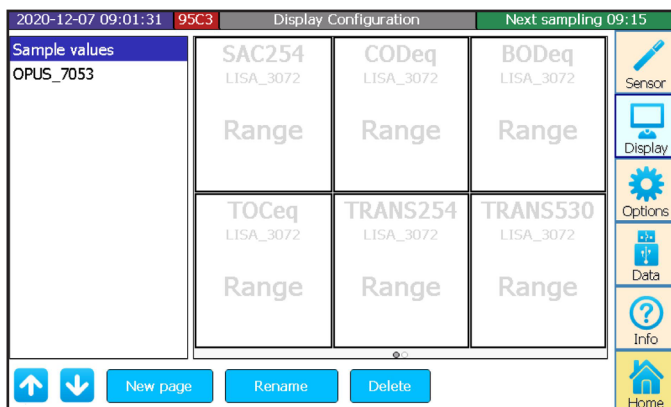 2020-12-07 09:01:31 95C3 Display Configuration Next sampling 09:15
Sample values
OPUS_7053
SAC254 CODeq BODeq
LISA_3072 LISA_3072 LISA_3072
Range Range Range
TOCeq TRANS254 TRANS530
LISA_3072 LISA_3072 LISA_3072
Range Range Range
Sensor
Display
Options
Data
Info
Home
New page Rename Delete